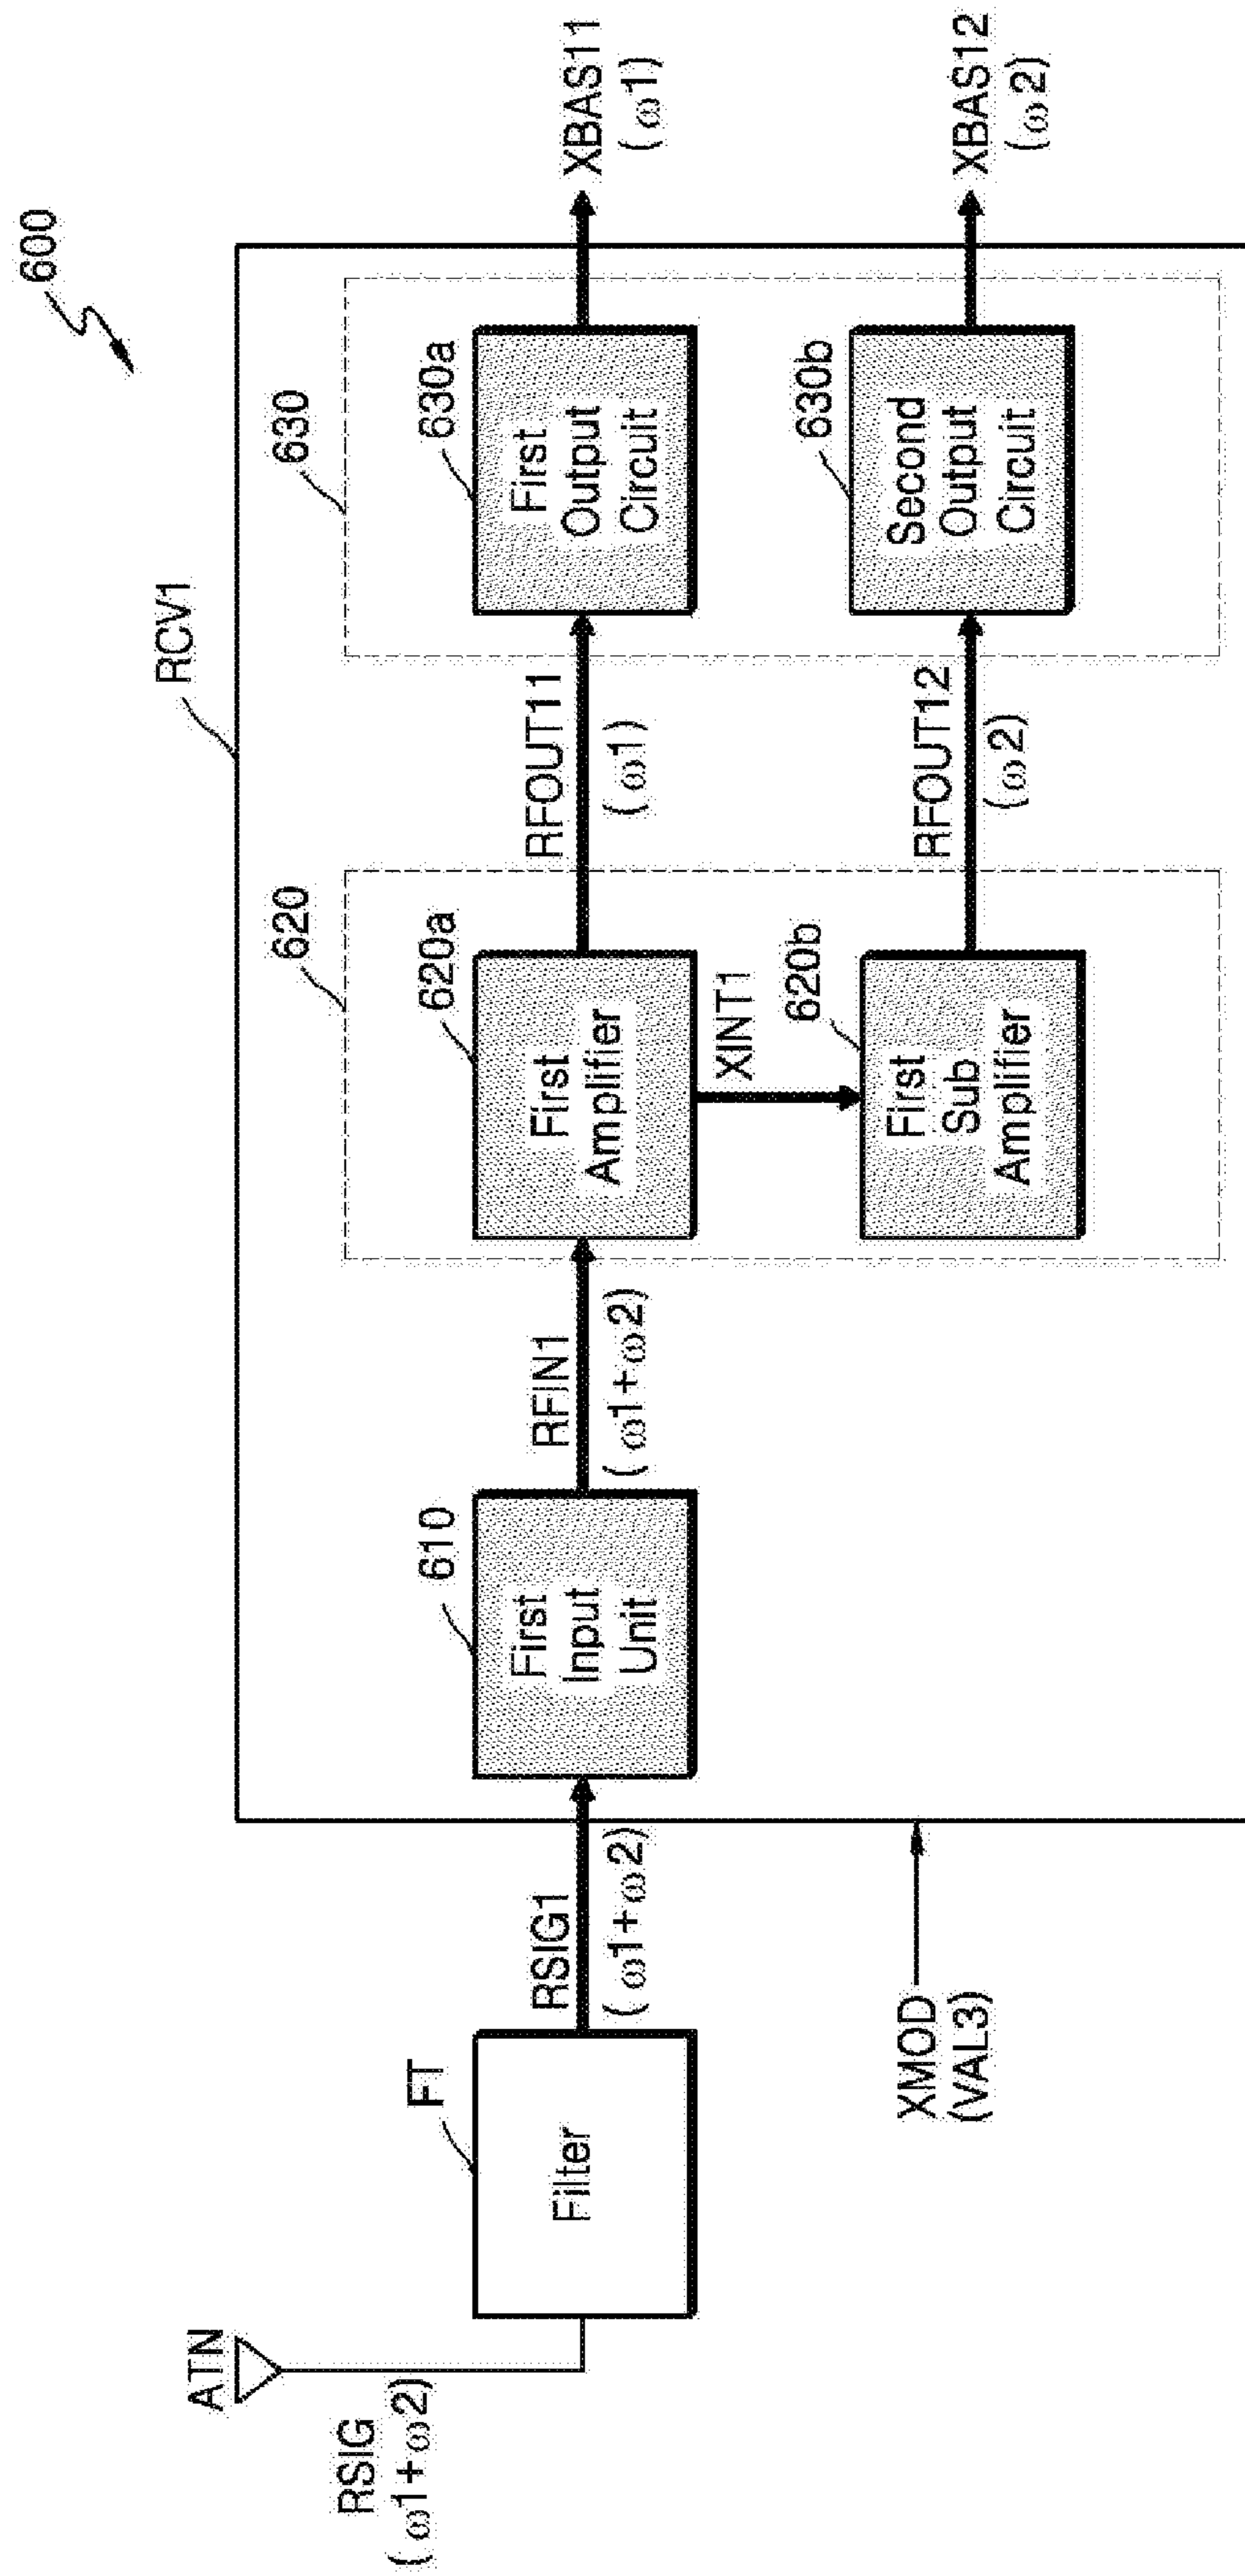 600
RCV1
ATN
RSIG
(ω1+ω2)
FT
Filter
RSIG1
(ω1+ω2)
XMOD
(VAL3)
610
First
Input
Unit
RFIN1
(ω1+ω2)
620
620a
First
Amplifier
XINT1
620b
First
Sub
Amplifier
RFOUT11
(ω1)
RFOUT12
(ω2)
630
630a
First
Output
Circuit
630b
Second
Output
Circuit
XBAS11
(ω1)
XBAS12
(ω2)